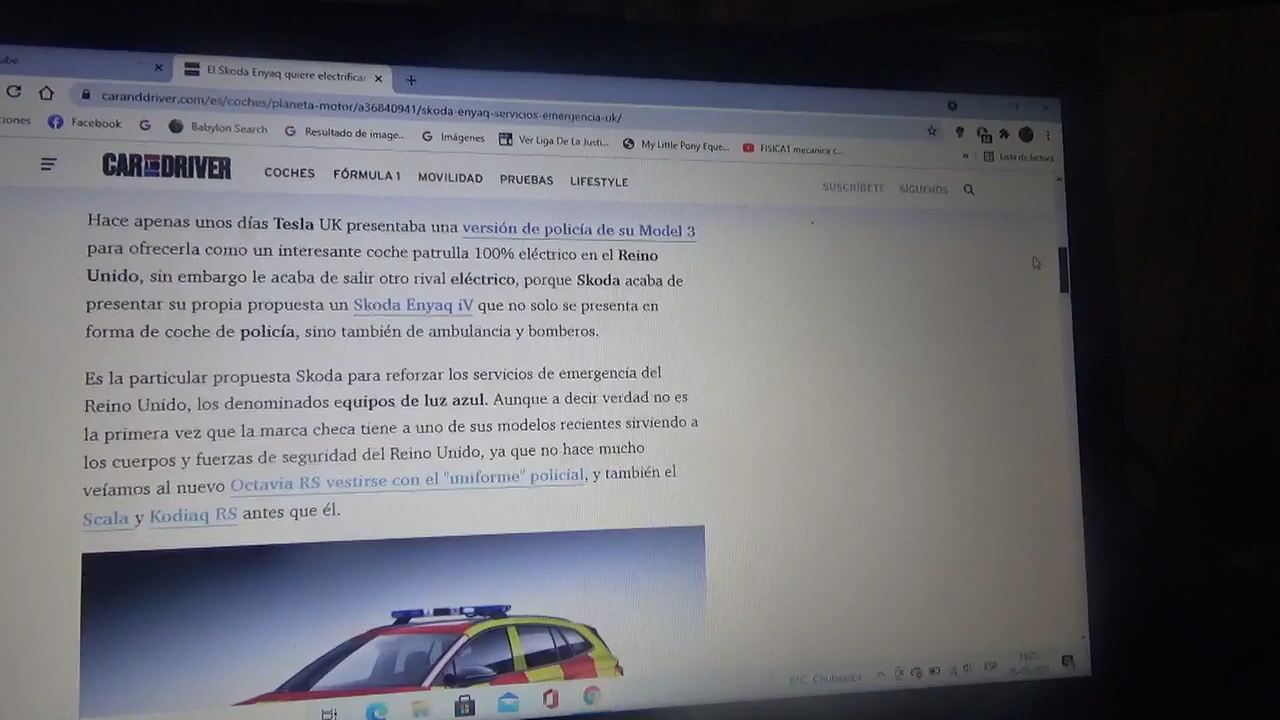 ube
El Skoda Enyaq quiere electrifica
caranddriver.com/es/coches/planeta-motor/a36840941/skoda-enyaq-servicios-emergencia-uk/
iones Facebook Babylon Search Resultado de image... Imágenes Ver Liga De La Justi... My Little Pony Eque... FISICA1 mecanica c...
» Lista de lectura
CAR AND DRIVER COCHES FÓRMULA 1 MOVILIDAD PRUEBAS LIFESTYLE SUSCRÍBETE SÍGUENOS
Hace apenas unos días Tesla UK presentaba una versión de policía de su Model 3
para ofrecerla como un interesante coche patrulla 100% eléctrico en el Reino
Unido, sin embargo le acaba de salir otro rival eléctrico, porque Skoda acaba de
presentar su propia propuesta un Skoda Enyaq iV que no solo se presenta en
forma de coche de policía, sino también de ambulancia y bomberos.
Es la particular propuesta Skoda para reforzar los servicios de emergencia del
Reino Unido, los denominados equipos de luz azul. Aunque a decir verdad no es
la primera vez que la marca checa tiene a uno de sus modelos recientes sirviendo a
los cuerpos y fuerzas de seguridad del Reino Unido, ya que no hace mucho
veíamos al nuevo Octavia RS vestirse con el "uniforme" policial, y también el
Scala y Kodiaq RS antes que él.
6°C Chubascos ESP